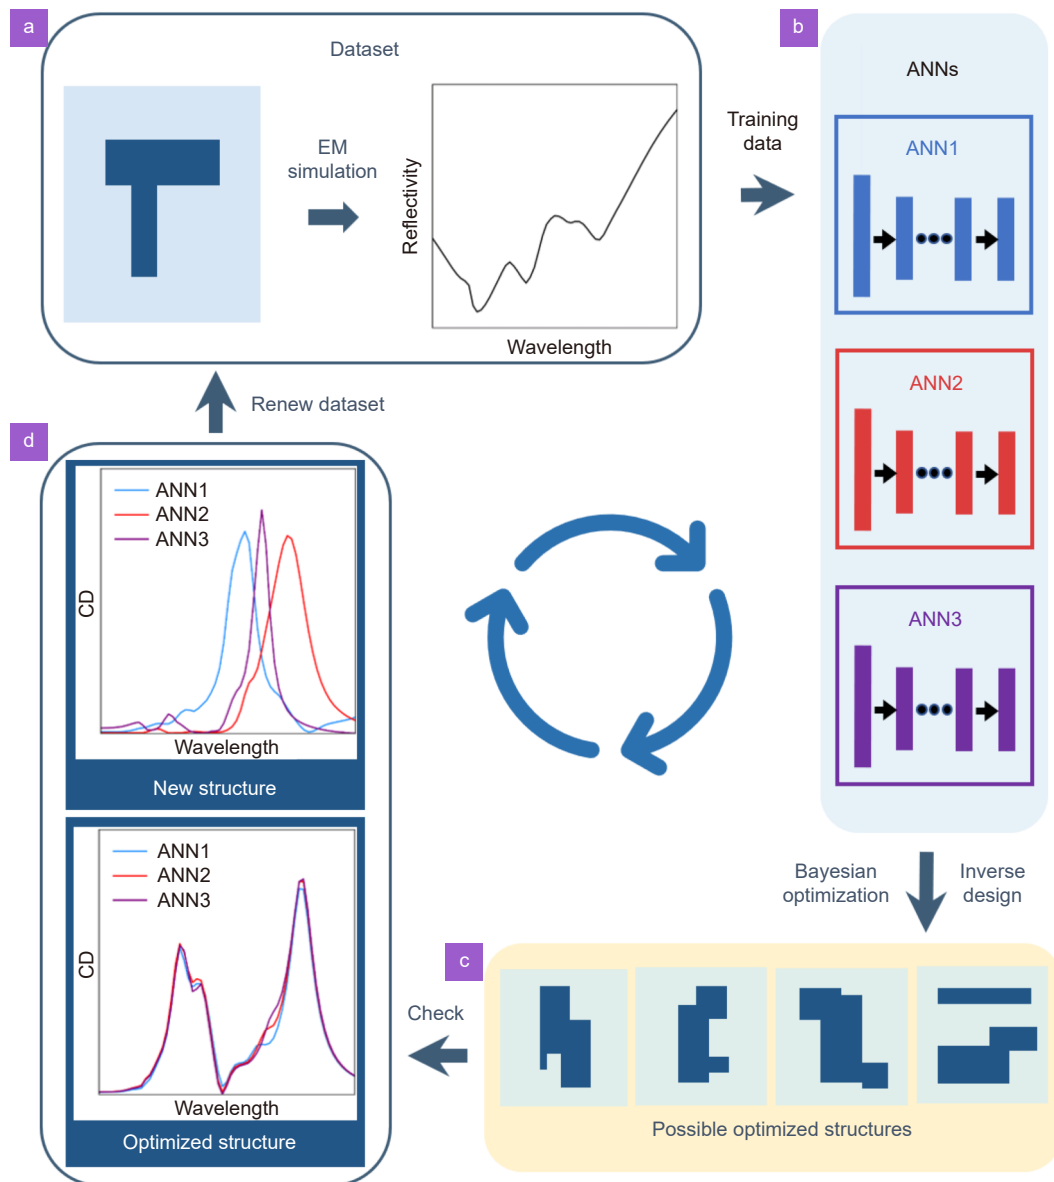 a
Dataset
EM
simulation
Reflectivity
Wavelength
Training
data
b
ANNs
ANN1
ANN2
ANN3
Renew dataset
d
ANN1
ANN2
ANN3
CD
Wavelength
New structure
ANN1
ANN2
ANN3
CD
Wavelength
Optimized structure
Bayesian
optimization
Inverse
design
c
Check
Possible optimized structures